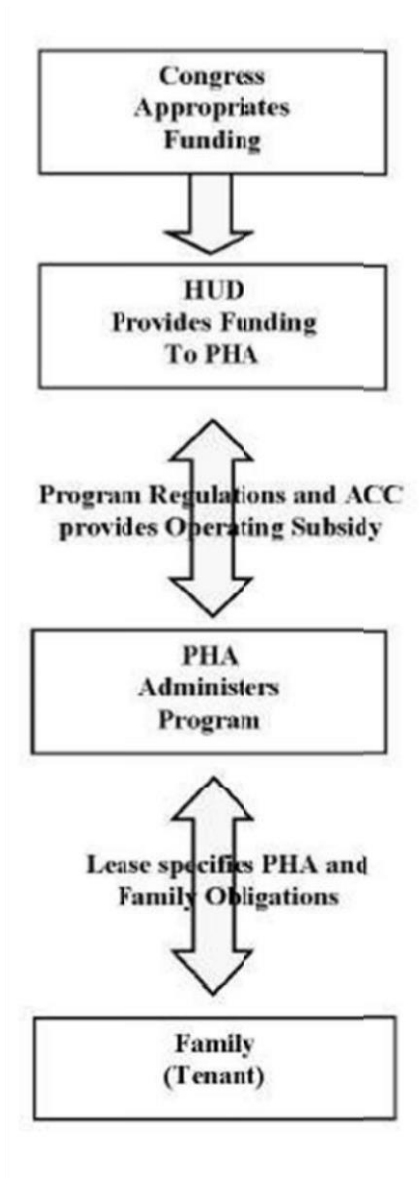 Congress
Appropriates
Funding
HUD
Provides Funding
To PHA
Program Regulations and ACC
provides Operating Subsidy
PHA
Administers
Program
Lease specifics PHA and
Family Obligations
Family
(Tenant)